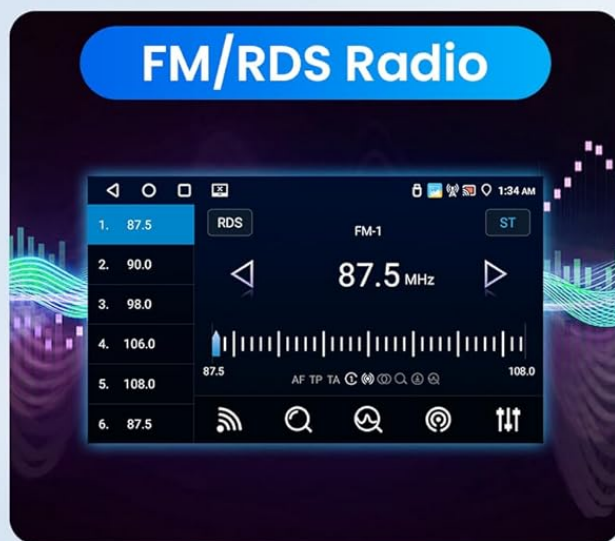 FM/RDS Radio
1:34 AM
1. 87.5
2. 90.0
3. 98.0
4. 106.0
5. 108.0
6. 87.5
RDS
FM-1
ST
87.5 MHz
87.5
108.0
AF TP TA